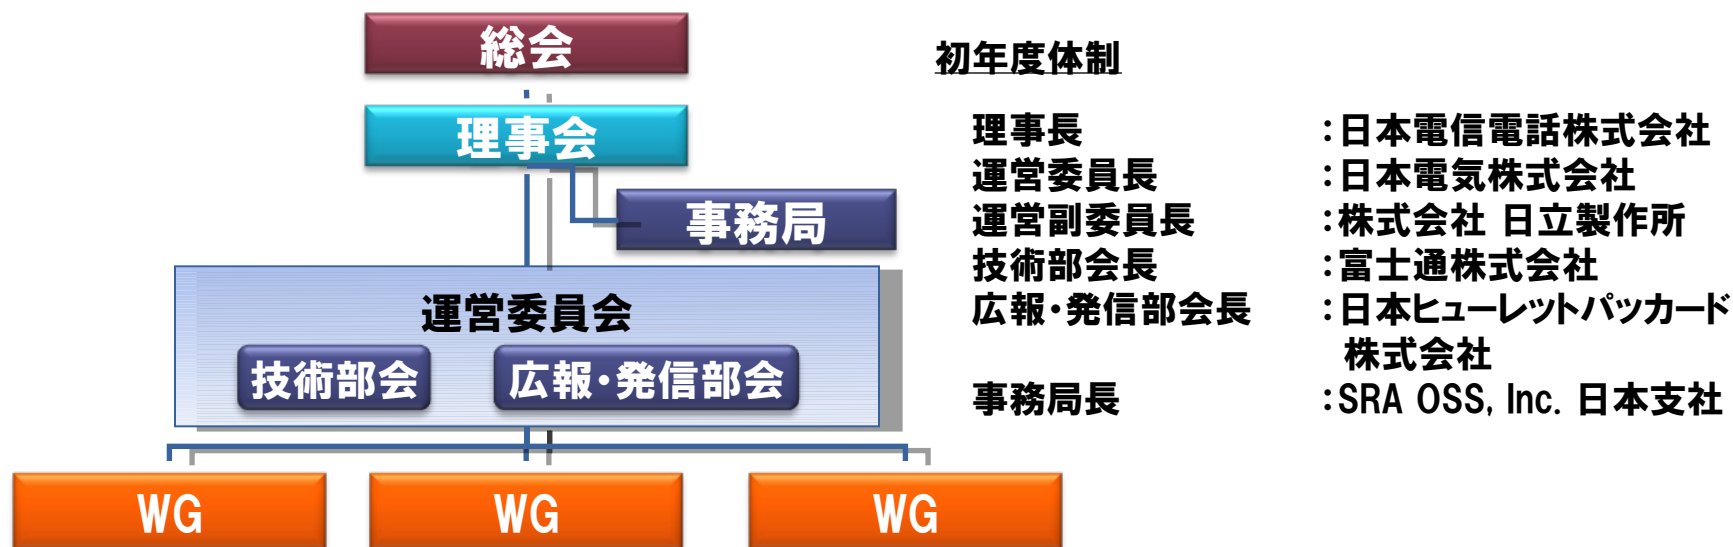 総会
理事会
事務局
運営委員会
技術部会
広報・発信部会
WG
WG
WG
初年度体制
理事長 :日本電信電話株式会社
運営委員長 :日本電気株式会社
運営副委員長 :株式会社 日立製作所
技術部会長 :富士通株式会社
広報・発信部会長 :日本ヒューレットパッカード
株式会社
事務局長 :SRA OSS, Inc. 日本支社